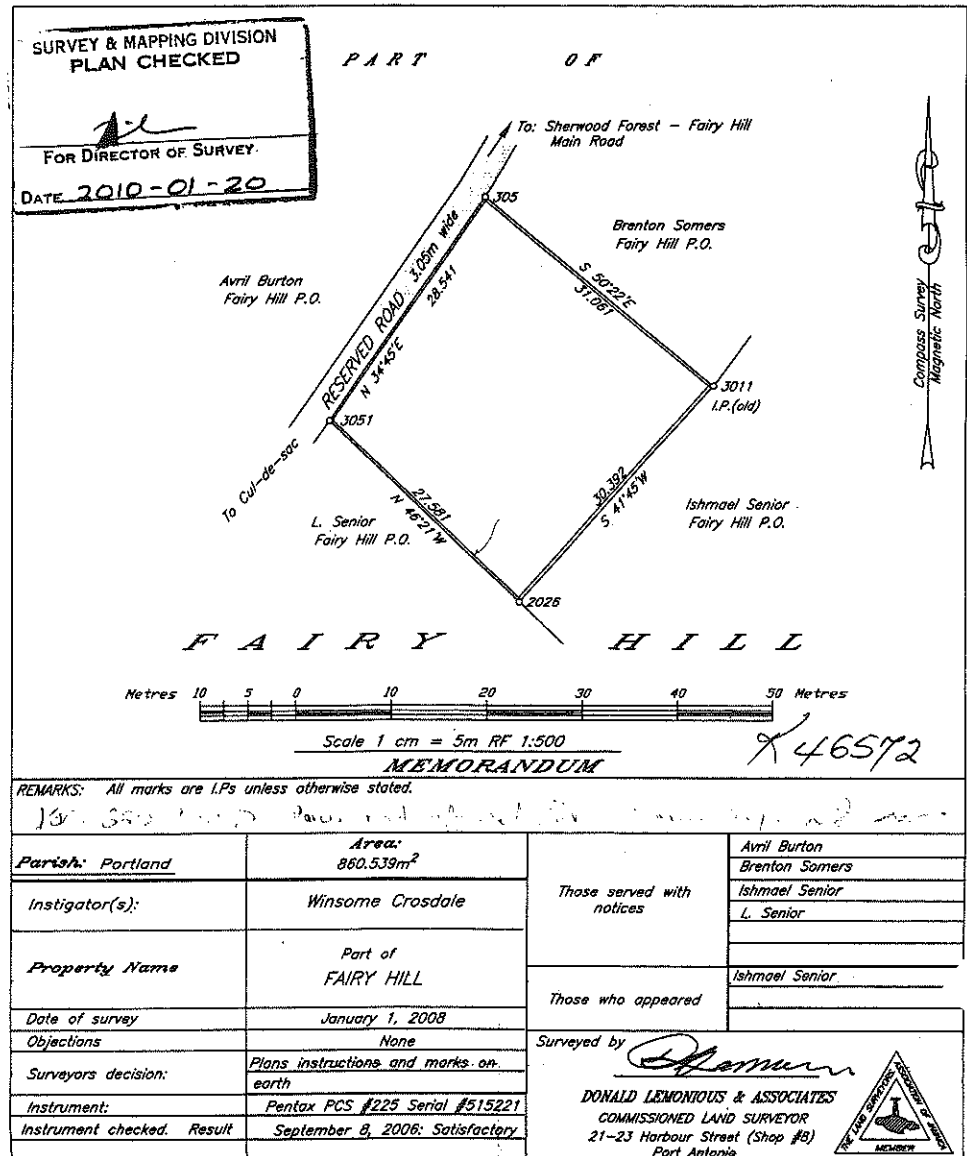 SURVEY & MAPPING DIVISION
PLAN CHECKED
FOR DIRECTOR OF SURVEY.
DATE 2010-01-20
PART OF
To: Sherwood Forest - Fairy Hill
Main Road
305
Brenton Somers
Fairy Hill P.O.
Avril Burton
Fairy Hill P.O.
RESERVED ROAD 3.05m wide
28.541
N 34°45'E
S 50°22'E
31.061
Compass Survey
Magnetic North
3011
I.P.(old)
3051
To Cul-de-sac
27.581
N 46°21'W
30.392
S 41°45'W
L. Senior
Fairy Hill P.O.
Ishmael Senior
Fairy Hill P.O.
2026
FAIRY HILL
Metres 10 5 0 10 20 30 40 50 Metres
Scale 1 cm = 5m RF 1:500
MEMORANDUM
46572
REMARKS: All marks are I.Ps unless otherwise stated.
Parish: Portland
Area:
860.539m²
Instigator(s):
Winsome Crosdale
Property Name
Part of
FAIRY HILL
Date of survey
January 1, 2008
Objections
None
Surveyors decision:
Plans instructions and marks on
earth
Instrument:
Pentax PCS #225 Serial #515221
Instrument checked. Result
September 8, 2006: Satisfactory
Those served with
notices
Avril Burton
Brenton Somers
Ishmael Senior
L. Senior
Those who appeared
Ishmael Senior
Surveyed by
DONALD LEMONIOUS & ASSOCIATES
COMMISSIONED LAND SURVEYOR
21-23 Harbour Street (Shop #8)
Port Antonio
THE LAND SURVEYORS ASSOCIATION OF JAMAICA
MEMBER